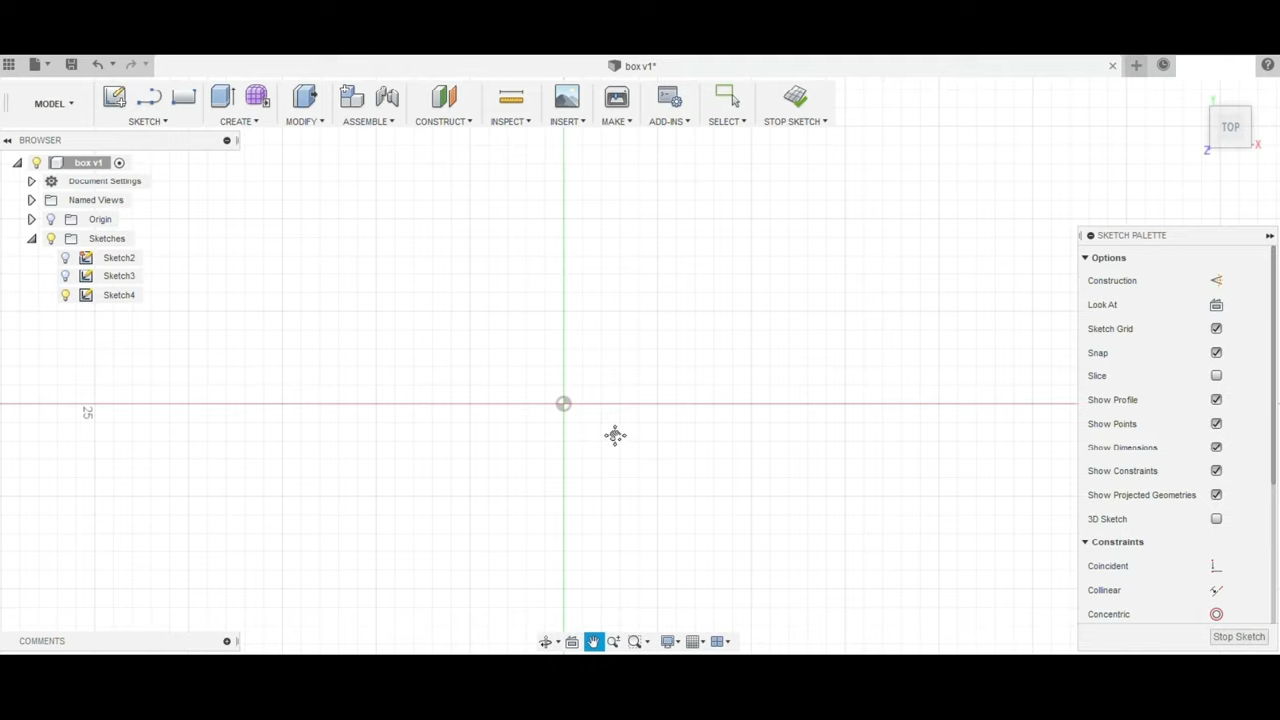 box v1*
MODEL
SKETCH
CREATE
MODIFY
ASSEMBLE
CONSTRUCT
INSPECT
INSERT
MAKE
ADD-INS
SELECT
STOP SKETCH
TOP
Y
X
Z
BROWSER
box v1
Document Settings
Named Views
Origin
Sketches
Sketch2
Sketch3
Sketch4
25
SKETCH PALETTE
Options
Construction
Look At
Sketch Grid
Snap
Slice
Show Profile
Show Points
Show Dimensions
Show Constraints
Show Projected Geometries
3D Sketch
Constraints
Coincident
Collinear
Concentric
Stop Sketch
COMMENTS